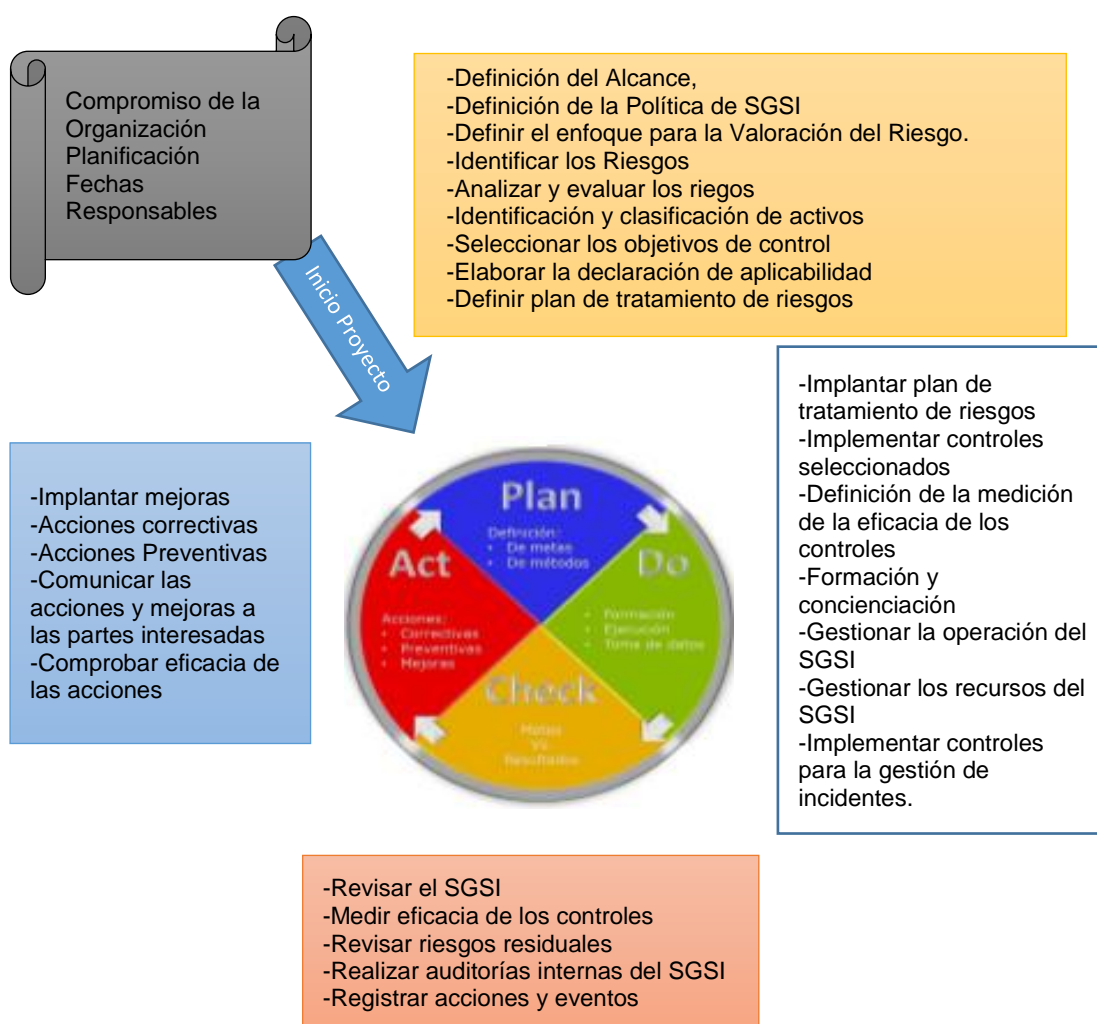 Compromiso de la
Organización
Planificación
Fechas
Responsables
-Definición del Alcance,
-Definición de la Política de SGSI
-Definir el enfoque para la Valoración del Riesgo.
-Identificar los Riesgos
-Analizar y evaluar los riegos
-Identificación y clasificación de activos
-Seleccionar los objetivos de control
-Elaborar la declaración de aplicabilidad
-Definir plan de tratamiento de riesgos
Inicio Proyecto
-Implantar plan de
tratamiento de riesgos
-Implementar controles
seleccionados
-Definición de la medición
de la eficacia de los
controles
-Formación y
concienciación
-Gestionar la operación del
SGSI
-Gestionar los recursos del
SGSI
-Implementar controles
para la gestión de
incidentes.
-Implantar mejoras
-Acciones correctivas
-Acciones Preventivas
-Comunicar las
acciones y mejoras a
las partes interesadas
-Comprobar eficacia de
las acciones
Plan
Definición:
• De metas
• De métodos
Act
Acciones:
• Correctivas
• Preventivas
• Mejoras
Do
• Formación
• Ejecución
• Toma de datos
Check
Metas
Vs
Resultados
-Revisar el SGSI
-Medir eficacia de los controles
-Revisar riesgos residuales
-Realizar auditorías internas del SGSI
-Registrar acciones y eventos